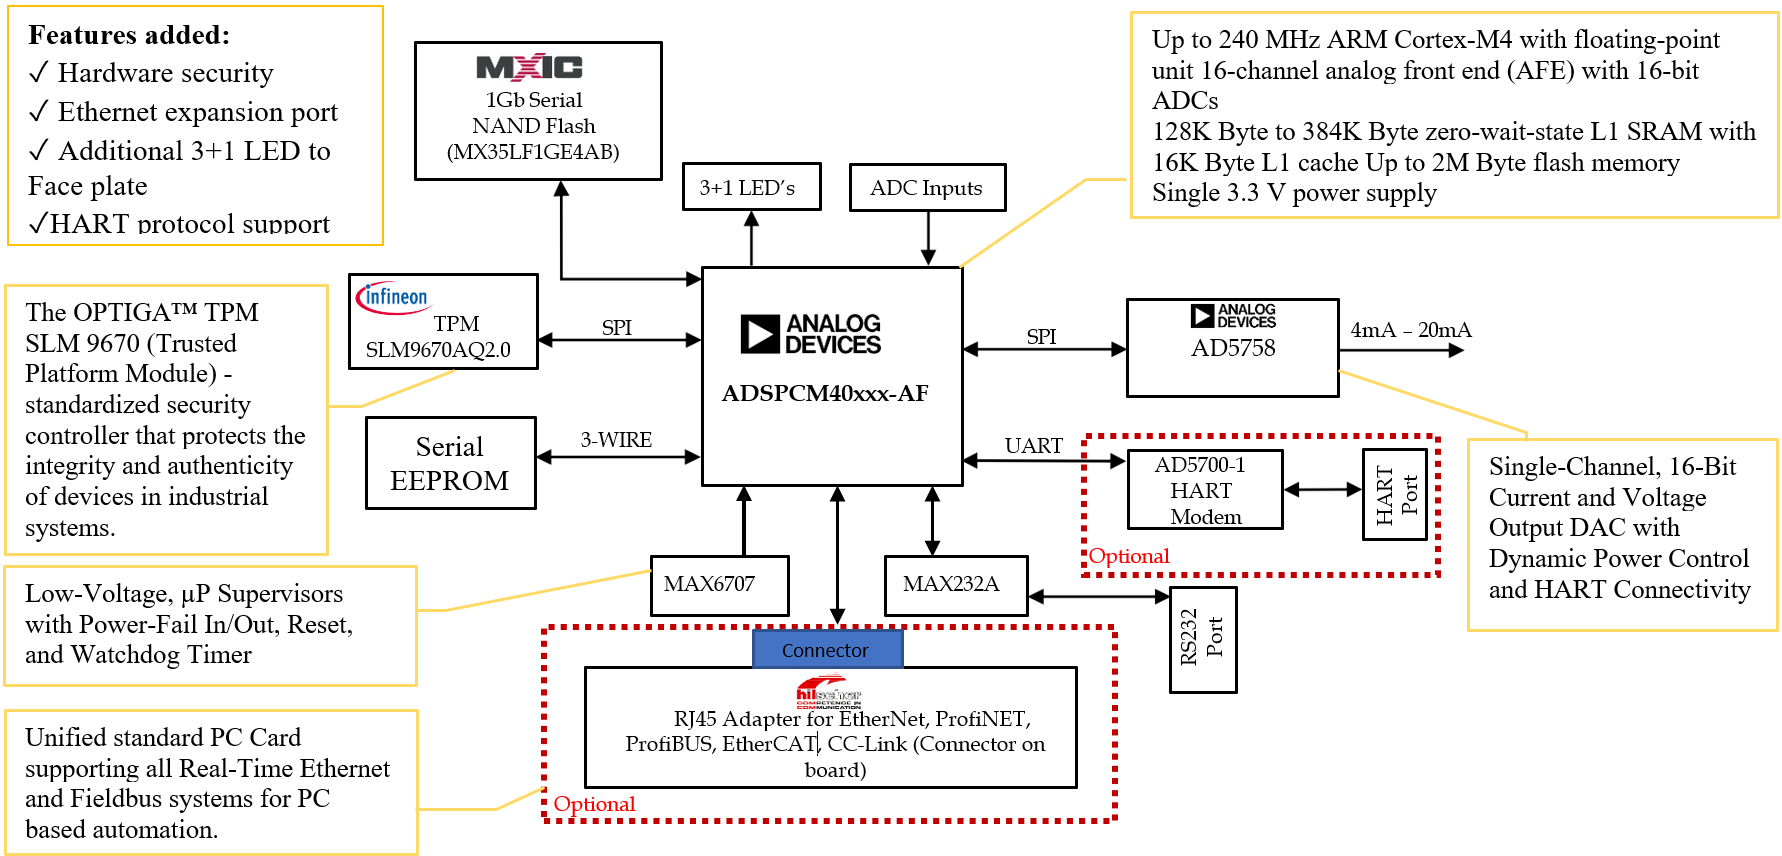 Features added:
✓ Hardware security
✓ Ethernet expansion port
✓ Additional 3+1 LED to
Face plate
✓HART protocol support
MXIC
1Gb Serial
NAND Flash
(MX35LF1GE4AB)
3+1 LED's
ADC Inputs
Up to 240 MHz ARM Cortex-M4 with floating-point
unit 16-channel analog front end (AFE) with 16-bit
ADCs
128K Byte to 384K Byte zero-wait-state L1 SRAM with
16K Byte L1 cache Up to 2M Byte flash memory
Single 3.3 V power supply
The OPTIGA™ TPM
SLM 9670 (Trusted
Platform Module) -
standardized security
controller that protects the
integrity and authenticity
of devices in industrial
systems.
infineon
TPM
SLM9670AQ2.0
SPI
ANALOG
DEVICES
ADSPCM40xxx-AF
SPI
ANALOG
DEVICES
AD5758
4mA – 20mA
Serial
EEPROM
3-WIRE
UART
AD5700-1
HART
Modem
HART
Port
Optional
Single-Channel, 16-Bit
Current and Voltage
Output DAC with
Dynamic Power Control
and HART Connectivity
Low-Voltage, µP Supervisors
with Power-Fail In/Out, Reset,
and Watchdog Timer
MAX6707
MAX232A
RS232
Port
Connector
hilscher
COMPETENCE IN
COMMUNICATION
RJ45 Adapter for EtherNet, ProfiNET,
ProfiBUS, EtherCAT, CC-Link (Connector on
board)
Optional
Unified standard PC Card
supporting all Real-Time Ethernet
and Fieldbus systems for PC
based automation.